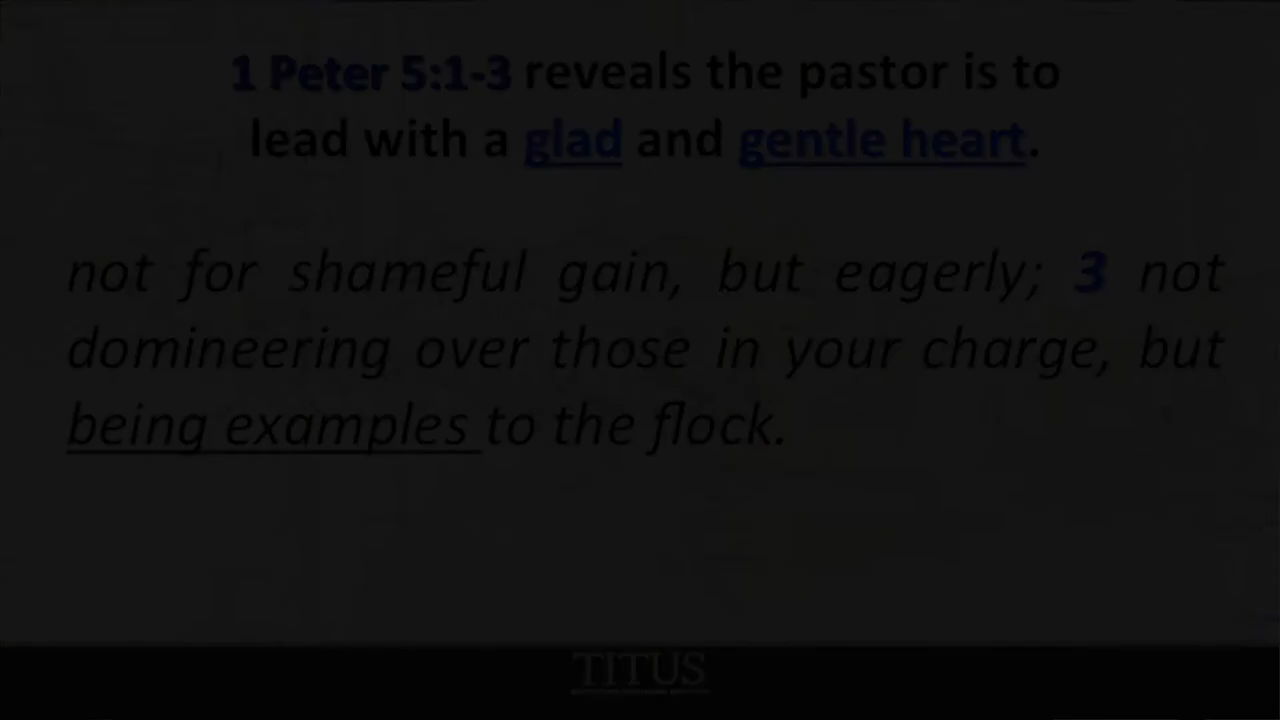 1 Peter 5:1-3 reveals the pastor is to
lead with a glad and gentle heart.
not for shameful gain, but eagerly; 3 not
domineering over those in your charge, but
being examples to the flock.
TITUS